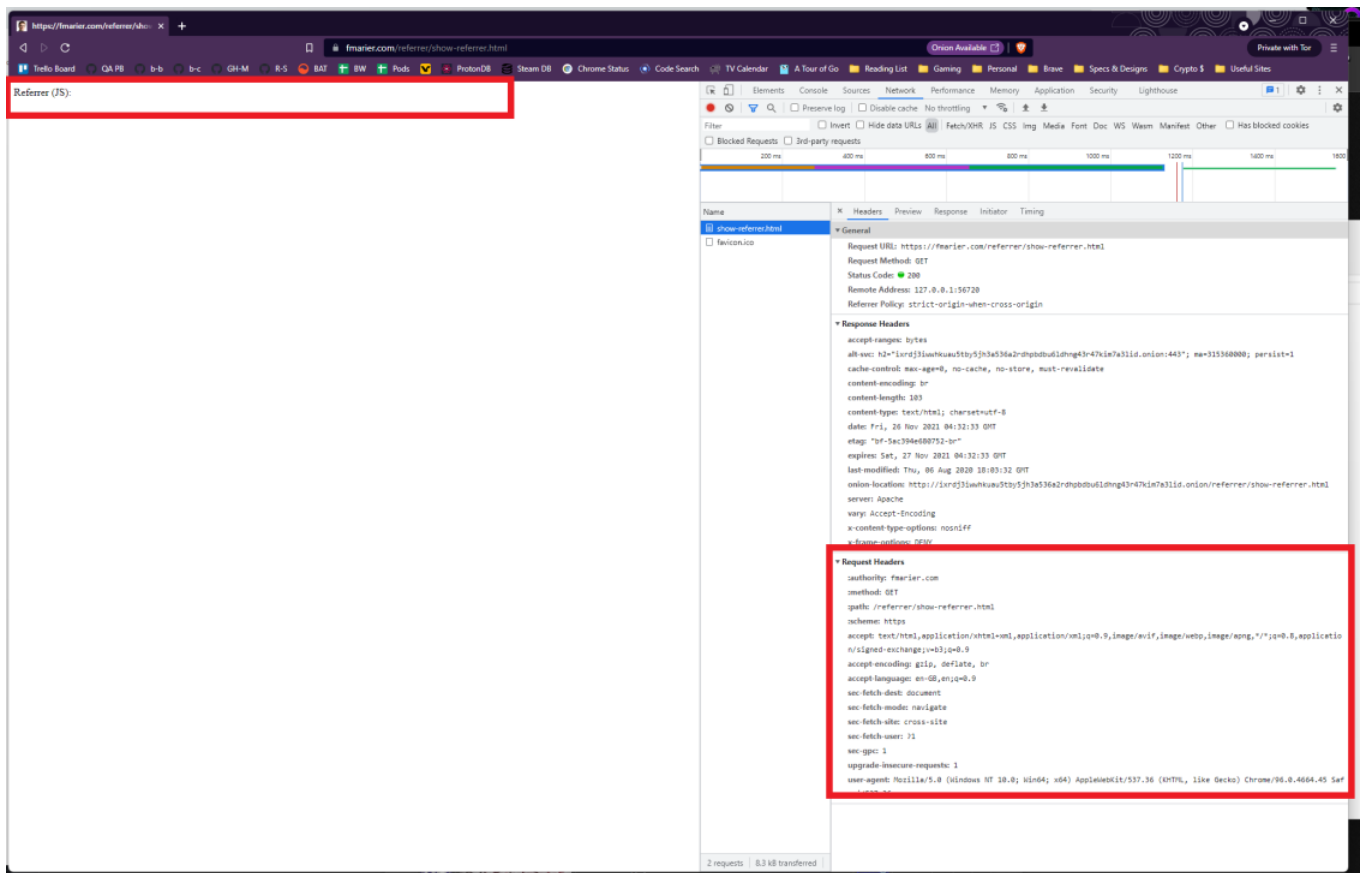 https://fmarier.com/referrer/show
fmarier.com/referrer/show-referrer.html
Onion Available
Private with Tor
Trello Board QA PB b-b b-c GH-M R-S BAT BW Pods ProtonDB Steam DB Chrome Status Code Search TV Calendar A Tour of Go Reading List Gaming Personal Brave Specs & Designs Crypto $ Useful Sites
Referrer (JS):
Elements Console Sources Network Performance Memory Application Security Lighthouse 1
Preserve log Disable cache No throttling
Filter Invert Hide data URLs All Fetch/XHR JS CSS Img Media Font Doc WS Wasm Manifest Other Has blocked cookies
Blocked Requests 3rd-party requests
200 ms 400 ms 600 ms 800 ms 1000 ms 1200 ms 1400 ms 1600
Name
show-referrer.html
favicon.ico
Headers Preview Response Initiator Timing
General
Request URL: https://fmarier.com/referrer/show-referrer.html
Request Method: GET
Status Code: 200
Remote Address: 127.0.0.1:56720
Referrer Policy: strict-origin-when-cross-origin
Response Headers
accept-ranges: bytes
alt-svc: ma=315360000; persist=1
cache-control: max-age=0, no-cache, no-store, must-revalidate
content-encoding: br
content-length: 103
content-type: text/html; charset=utf-8
date: Fri, 26 Nov 2021 04:32:33 GMT
etag: "bf-5ac394e680752-br"
expires: Sat, 27 Nov 2021 04:32:33 GMT
last-modified: Thu, 06 Aug 2020 18:03:32 GMT
onion-location:
server: Apache
vary: Accept-Encoding
x-content-type-options: nosniff
x-frame-options: DENY
Request Headers
:authority: fmarier.com
:method: GET
:path: /referrer/show-referrer.html
:scheme: https
accept: text/html,application/xhtml+xml,application/xml;q=0.9,image/avif,image/webp,image/apng,*/*;q=0.8,applicatio
n/signed-exchange;v=b3;q=0.9
accept-encoding: gzip, deflate, br
accept-language: en-GB,en;q=0.9
sec-fetch-dest: document
sec-fetch-mode: navigate
sec-fetch-site: cross-site
sec-fetch-user: ?1
sec-gpc: 1
upgrade-insecure-requests: 1
user-agent: Mozilla/5.0 (Windows NT 10.0; Win64; x64) AppleWebKit/537.36 (KHTML, like Gecko) Chrome/96.0.4664.45 Saf
2 requests 8.3 kB transferred